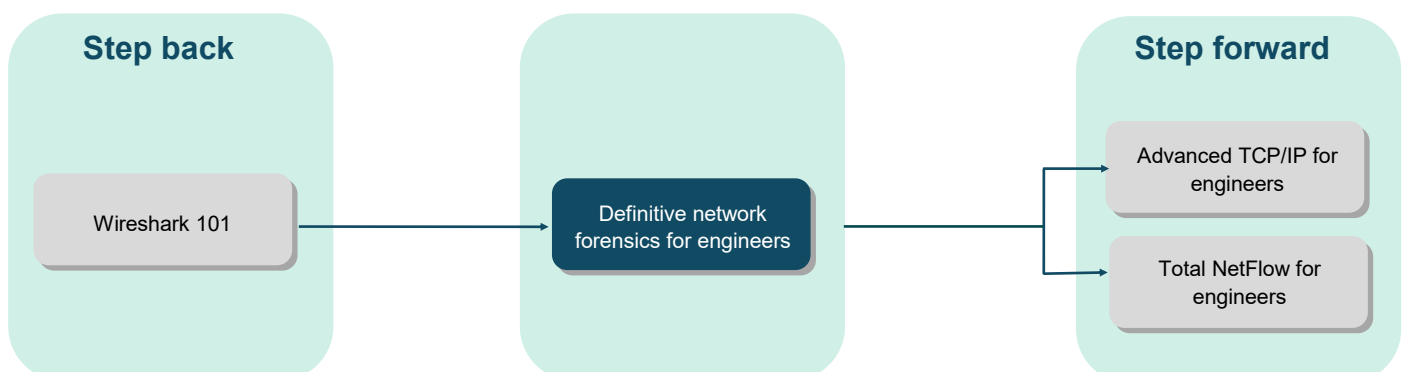 Step back
Step forward
Wireshark 101
Definitive network
forensics for engineers
Advanced TCP/IP for
engineers
Total NetFlow for
engineers